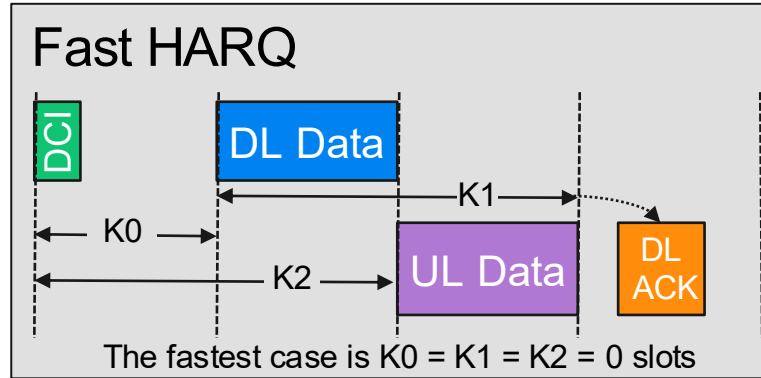 Fast HARQ
DCI
DL Data
K1
K0
K2
UL Data
DL
ACK
The fastest case is K0 = K1 = K2 = 0 slots